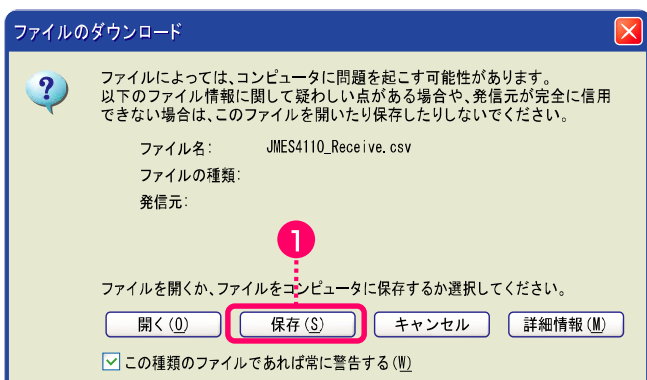 ファイルのダウンロード
ファイルによっては、コンピュータに問題を起こす可能性があります。
以下のファイル情報に関して疑わしい点がある場合や、発信元が完全に信用
できない場合は、このファイルを開いたり保存したりしないでください。
ファイル名: JMES4110_Receive.csv
ファイルの種類:
発信元:
1
ファイルを開くか、ファイルをコンピュータに保存するか選択してください。
開く(O) 保存(S) キャンセル 詳細情報(M)
この種類のファイルであれば常に警告する(W)